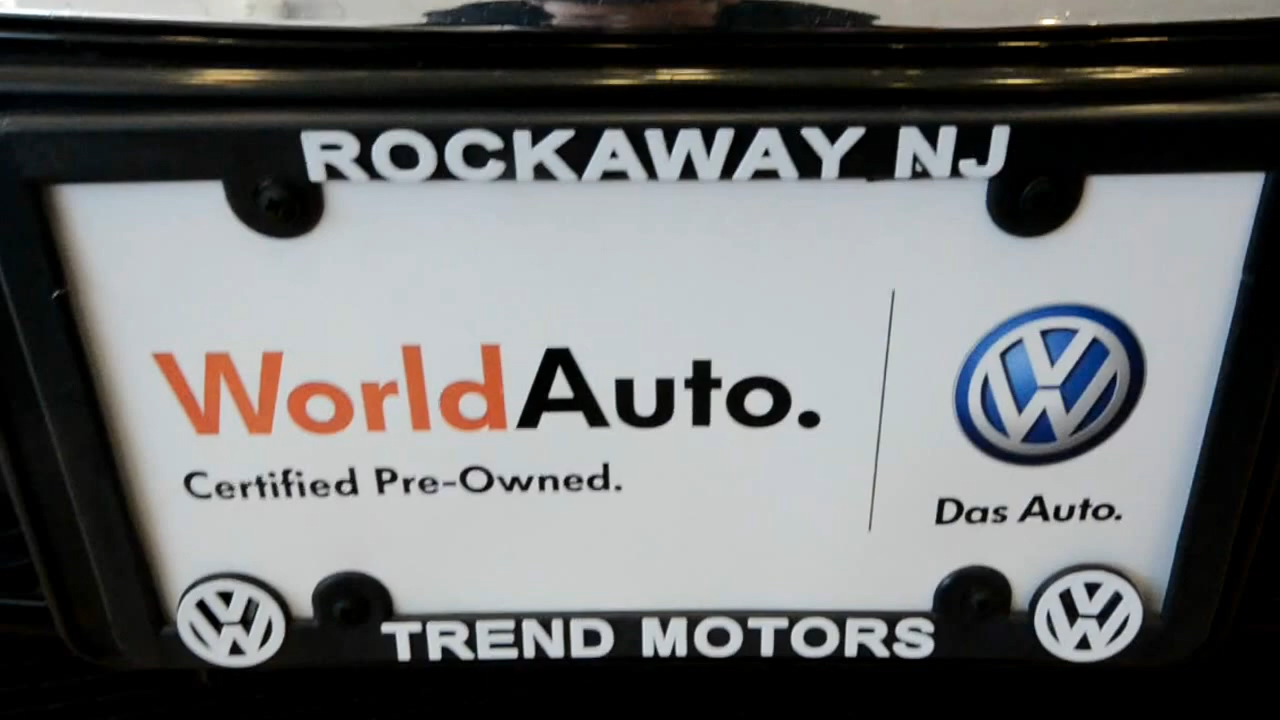 ROCKAWAY NJ
WorldAuto.
Certified Pre-Owned.
Das Auto.
TREND MOTORS